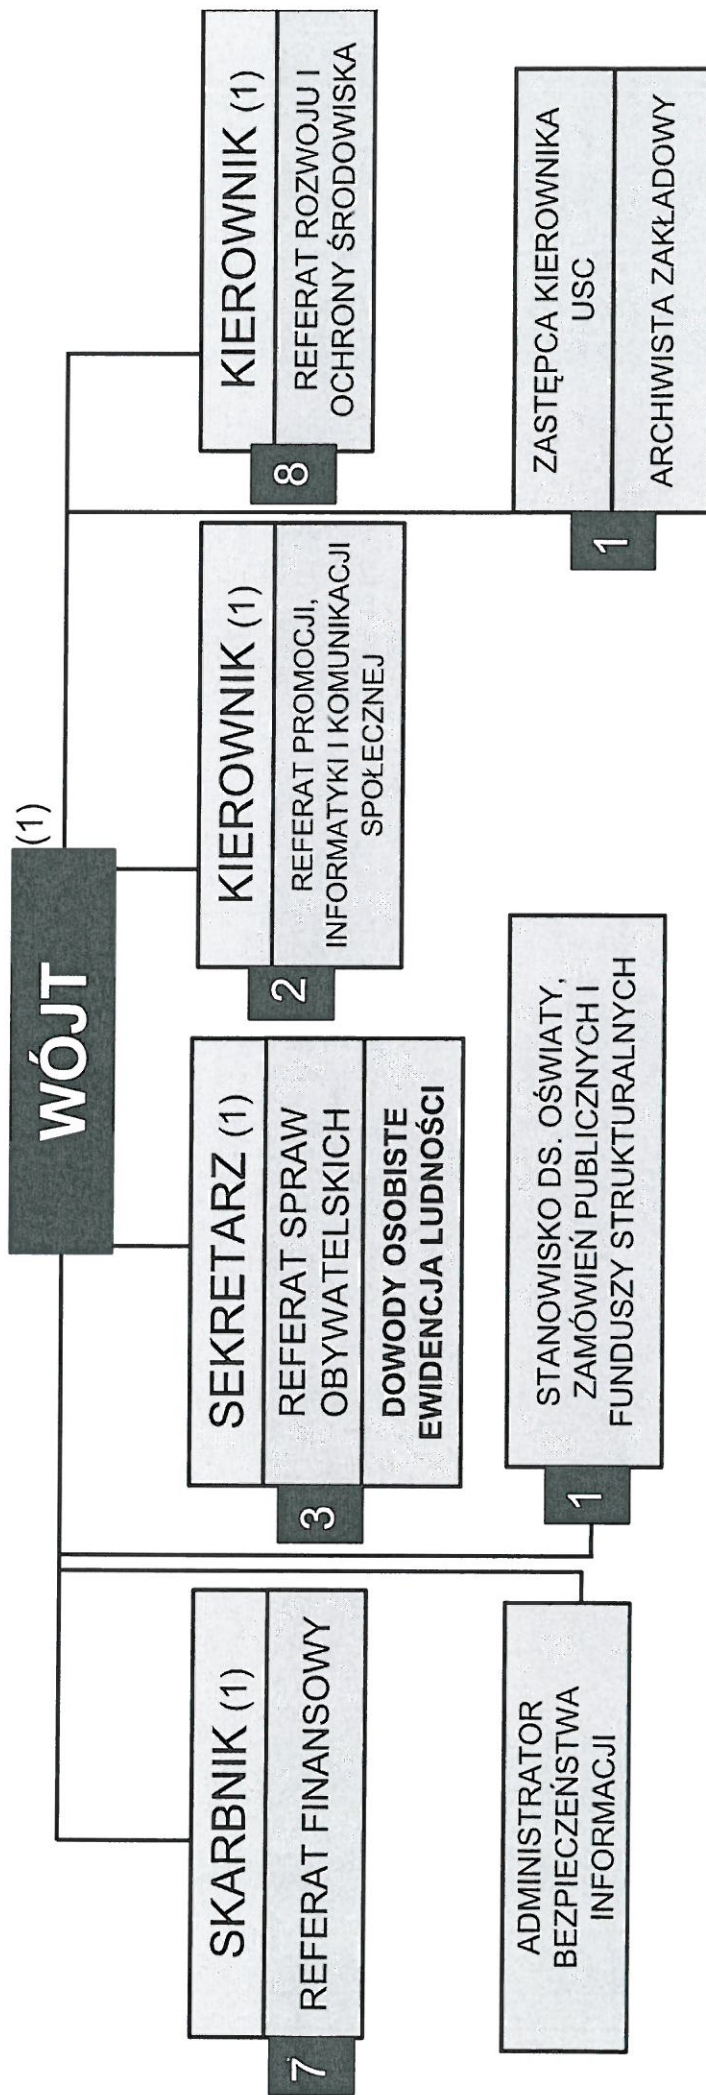 WÓJT
(1)
SKARBNIK (1)
REFERAT FINANSOWY
7
SEKRETARZ (1)
REFERAT SPRAW
OBYWATELSKICH
DOWODY OSOBISTE
EWIDENCJA LUDNOŚCI
3
KIEROWNIK (1)
REFERAT PROMOCJI,
INFORMATYKI I KOMUNIKACJI
SPOŁECZNEJ
2
KIEROWNIK (1)
REFERAT ROZWOJU I
OCHRONY ŚRODOWISKA
8
ADMINISTRATOR
BEZPIECZEŃSTWA
INFORMACJI
STANOWISKO DS. OŚWIATY,
ZAMÓWIEŃ PUBLICZNYCH I
FUNDUSZY STRUKTURALNYCH
1
ZASTĘPCA KIEROWNIKA
USC
ARCHIWISTA ZAKŁADOWY
1